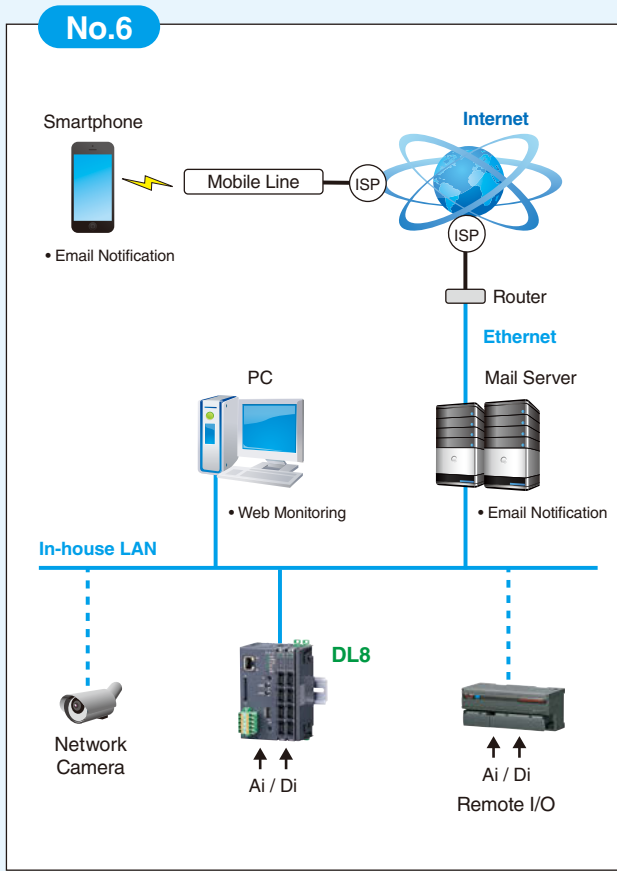 No.6
Smartphone
Internet
Mobile Line
ISP
ISP
• Email Notification
Router
Ethernet
PC
Mail Server
• Web Monitoring
• Email Notification
In-house LAN
DL8
Network
Camera
Ai / Di
Ai / Di
Remote I/O